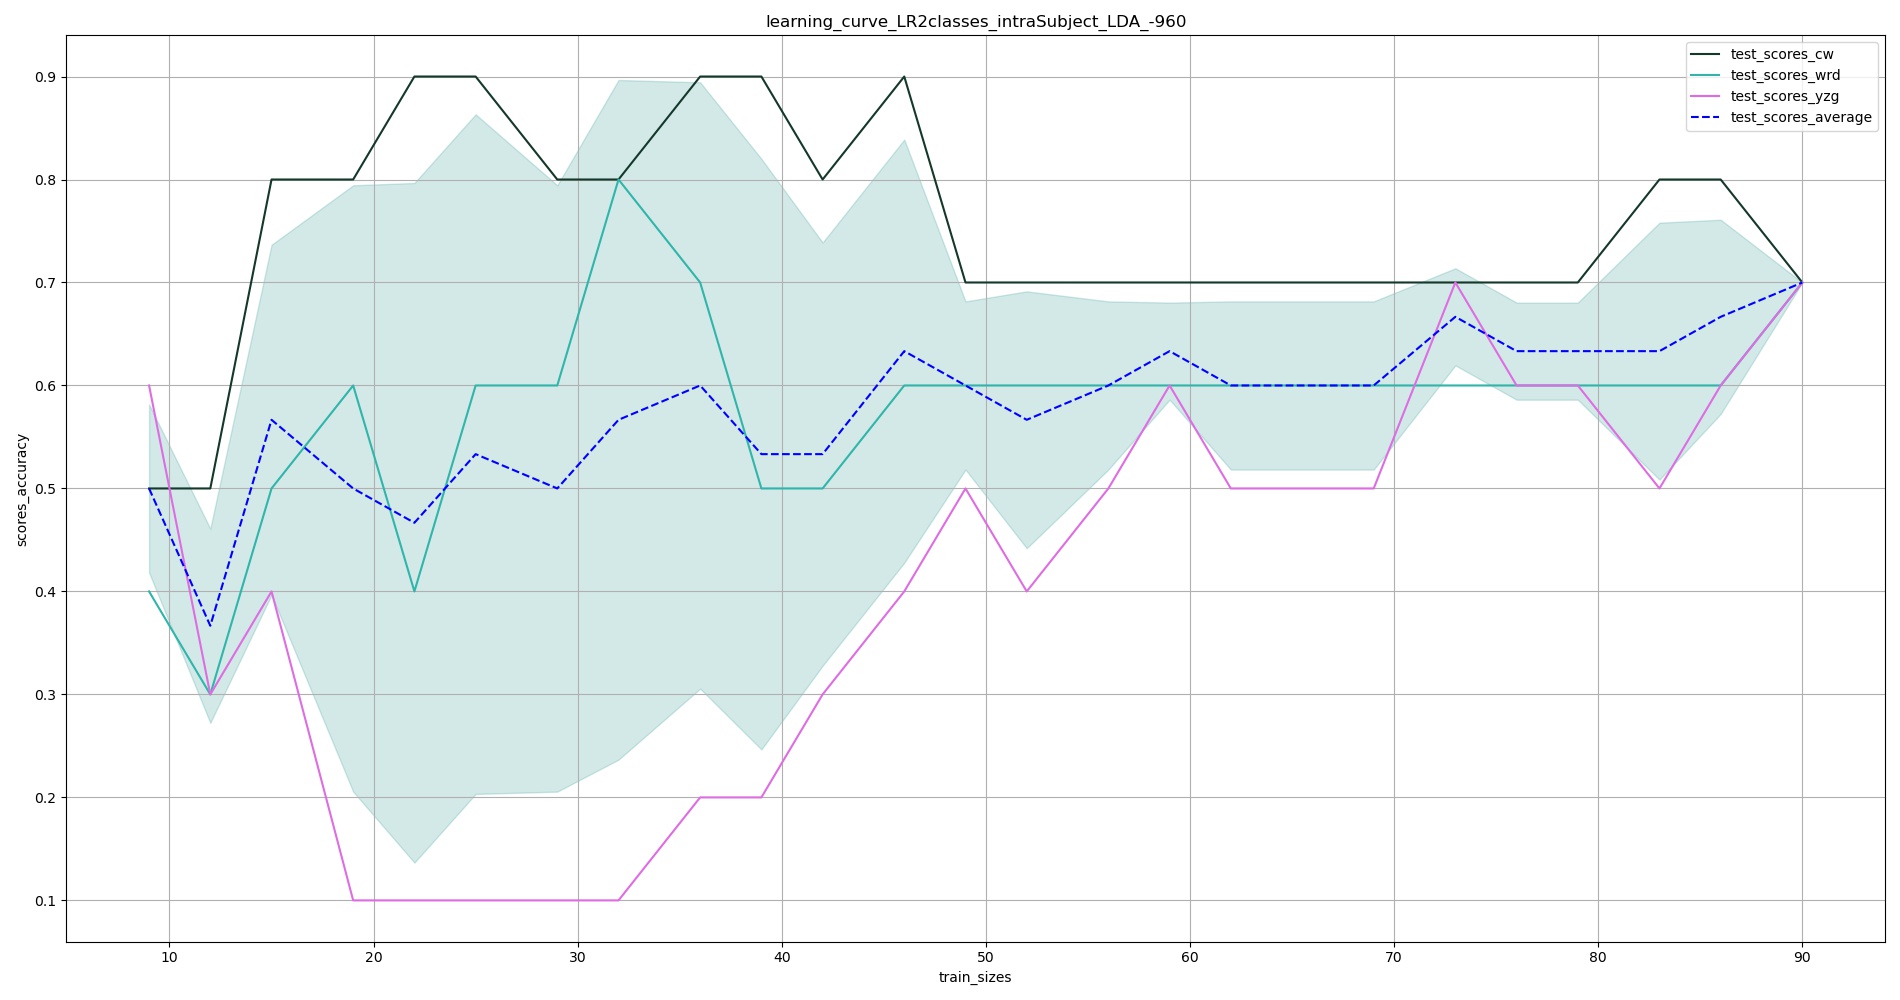 learning_curve_LR2classes_intraSubject_LDA_-960
test_scores_cw
test_scores_wrd
test_scores_yzg
test_scores_average
scores_accuracy
0.9
0.8
0.7
0.6
0.5
0.4
0.3
0.2
0.1
10 20 30 40 50 60 70 80 90
train_sizes